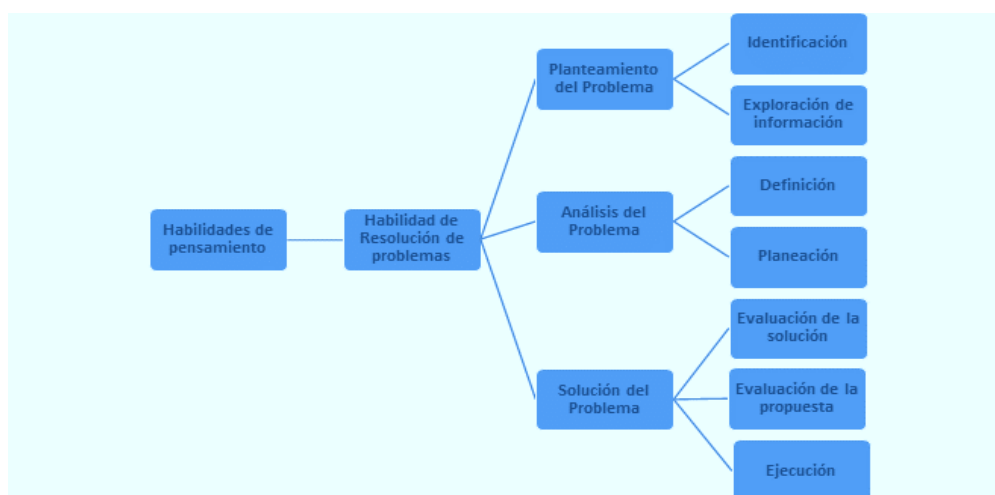 Habilidades de
pensamiento
Habilidad de
Resolución de
problemas
Planteamiento
del Problema
Identificación
Exploración de
información
Análisis del
Problema
Definición
Planeación
Solución del
Problema
Evaluación de la
solución
Evaluación de la
propuesta
Ejecución